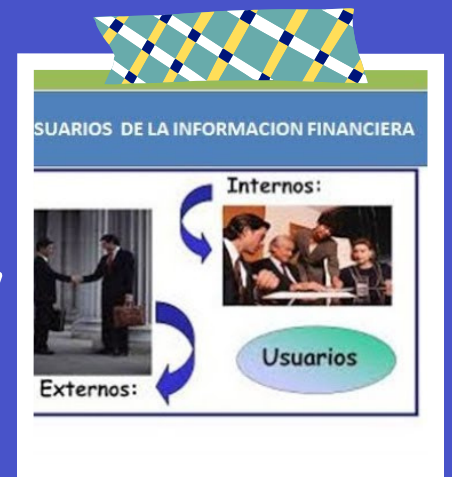 SUARIOS DE LA INFORMACION FINANCIERA
Internos:
Usuarios
Externos: